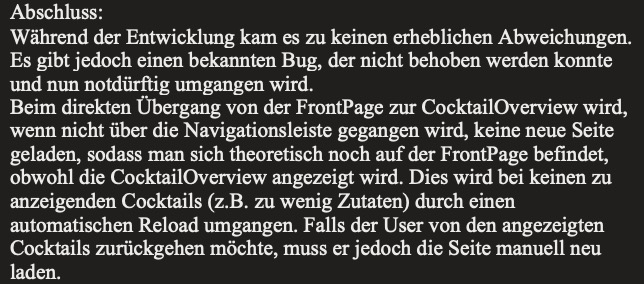 Abschluss:
Während der Entwicklung kam es zu keinen erheblichen Abweichungen.
Es gibt jedoch einen bekannten Bug, der nicht behoben werden konnte
und nun notdürftig umgangen wird.
Beim direkten Übergang von der FrontPage zur CocktailOverview wird,
wenn nicht über die Navigationsleiste gegangen wird, keine neue Seite
geladen, sodass man sich theoretisch noch auf der FrontPage befindet,
obwohl die CocktailOverview angezeigt wird. Dies wird bei keinen zu
anzeigenden Cocktails (z.B. zu wenig Zutaten) durch einen
automatischen Reload umgangen. Falls der User von den angezeigten
Cocktails zurückgehen möchte, muss er jedoch die Seite manuell neu
laden.